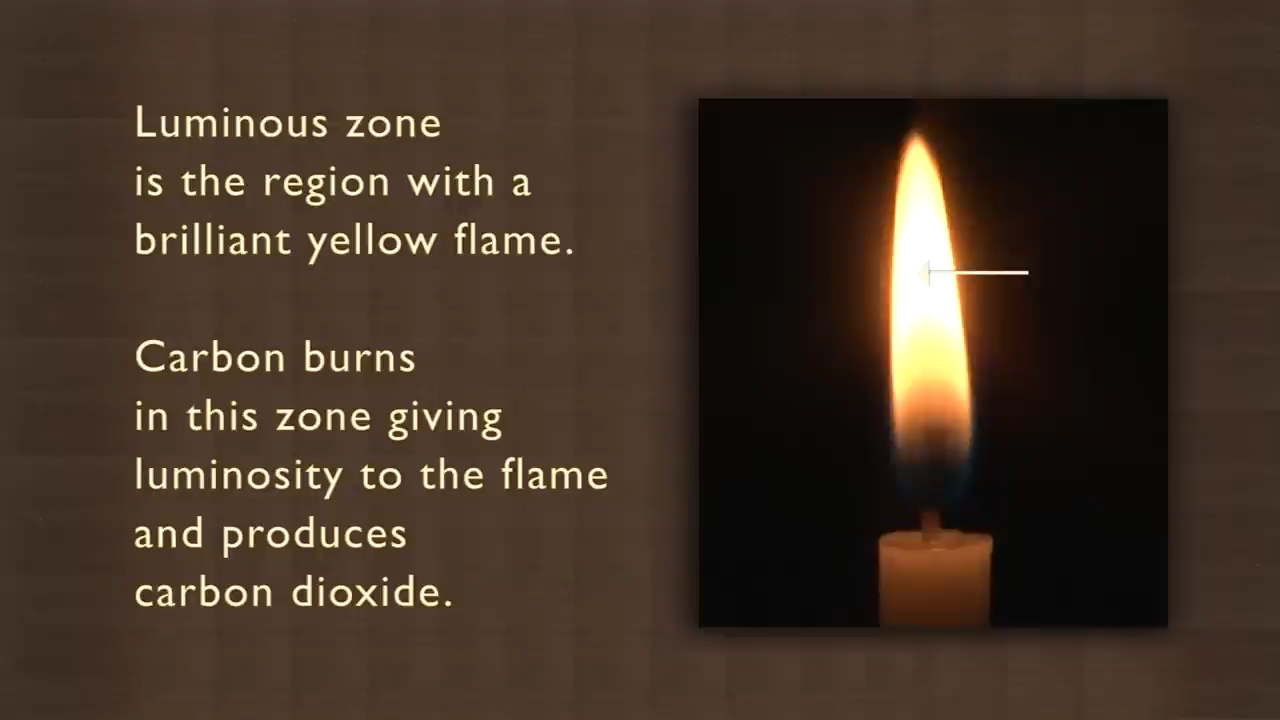 Luminous zone
is the region with a
brilliant yellow flame.
Carbon burns
in this zone giving
luminosity to the flame
and produces
carbon dioxide.